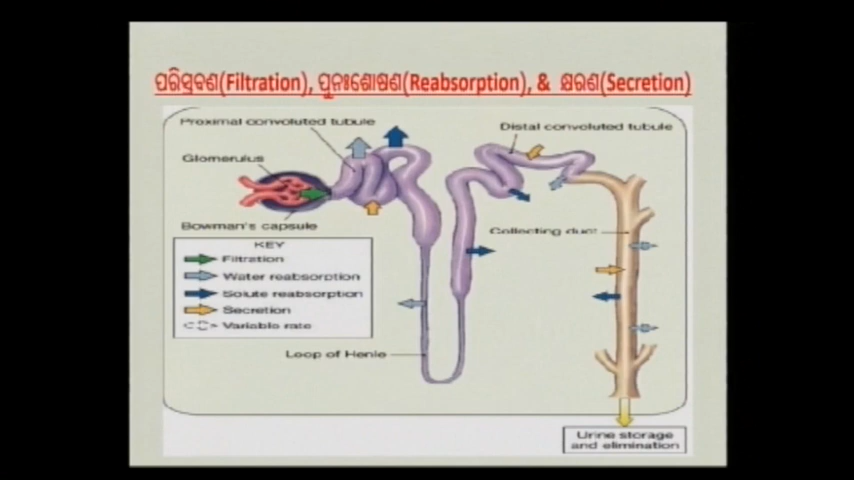 ପରିସ୍ରବଣ(Filtration), ପୁନଃଶୋଷଣ(Reabsorption), & କ୍ଷରଣ(Secretion)
Proximal convoluted tubule
Distal convoluted tubule
Glomerulus
Bowman's capsule
Collecting duct
KEY
Filtration
Water reabsorption
Solute reabsorption
Secretion
Variable rate
Loop of Henle
Urine storage
and elimination